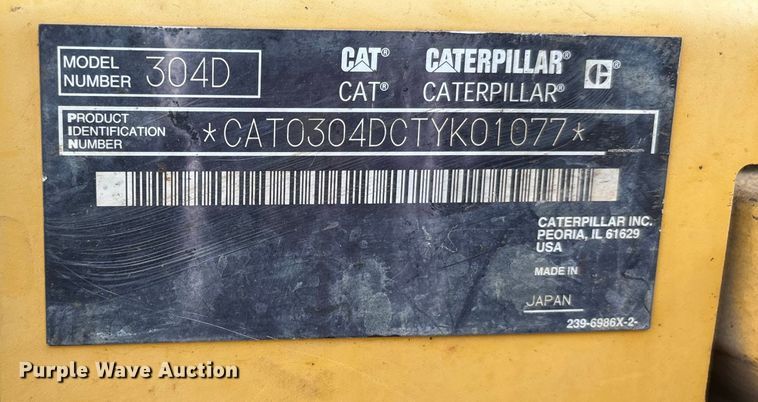 MODEL NUMBER 304D
CAT® CATERPILLAR® C®
CAT® CATERPILLAR®
PRODUCT IDENTIFICATION NUMBER *CAT0304DCTYK01077*
CATERPILLAR INC.
PEORIA, IL 61629
USA
MADE IN
JAPAN
239-6986X-2-
Purple Wave Auction